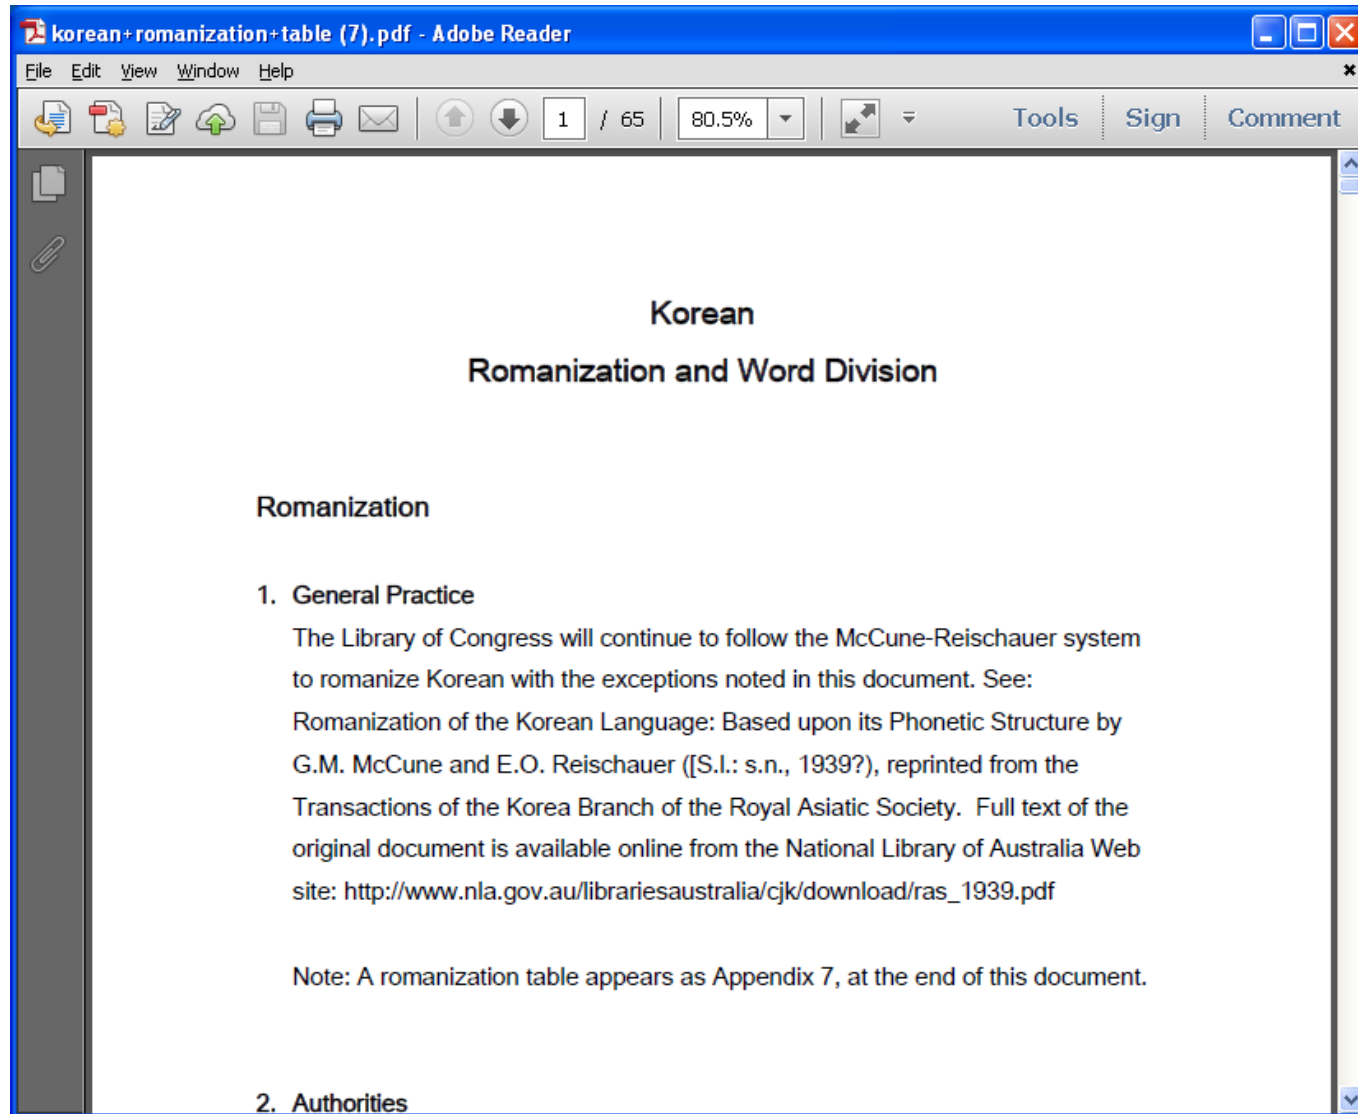 korean+romanization+table (7).pdf - Adobe Reader
File Edit View Window Help
1 / 65 80.5% Tools Sign Comment
Korean
Romanization and Word Division
Romanization
1. General Practice
The Library of Congress will continue to follow the McCune-Reischauer system
to romanize Korean with the exceptions noted in this document. See:
Romanization of the Korean Language: Based upon its Phonetic Structure by
G.M. McCune and E.O. Reischauer ([S.l.: s.n., 1939?), reprinted from the
Transactions of the Korea Branch of the Royal Asiatic Society.  Full text of the
original document is available online from the National Library of Australia Web
site: http://www.nla.gov.au/librariesaustralia/cjk/download/ras_1939.pdf
Note: A romanization table appears as Appendix 7, at the end of this document.
2. Authorities